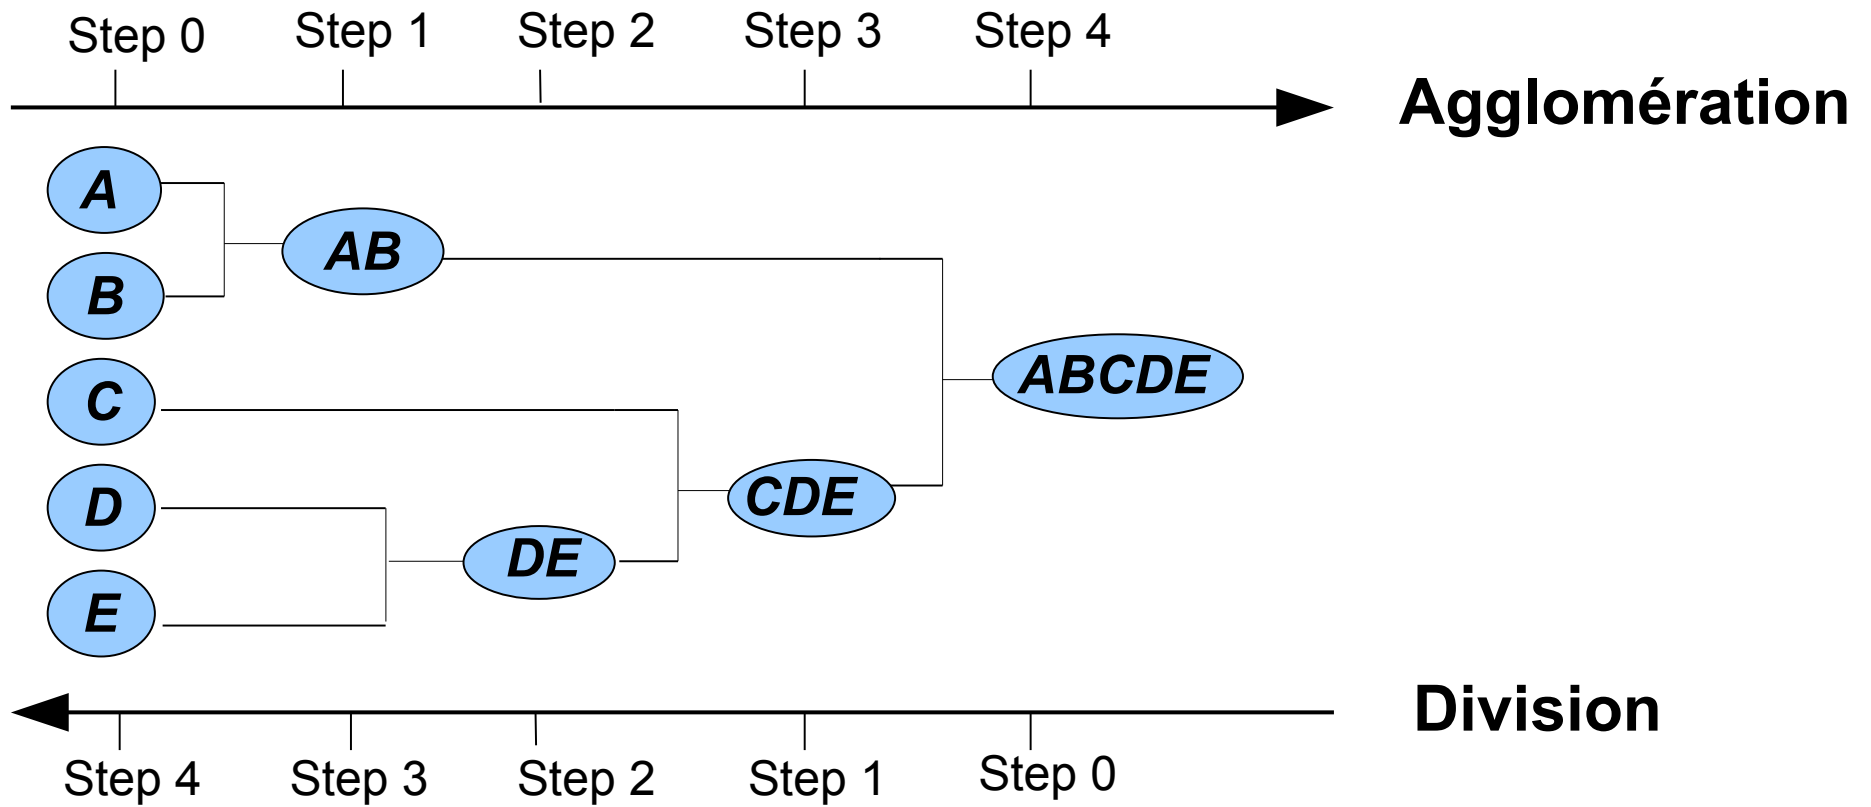 Step 0 Step 1 Step 2 Step 3 Step 4
Agglomération
A
AB
B
ABCDE
C
CDE
D
DE
E
Division
Step 4 Step 3 Step 2 Step 1 Step 0